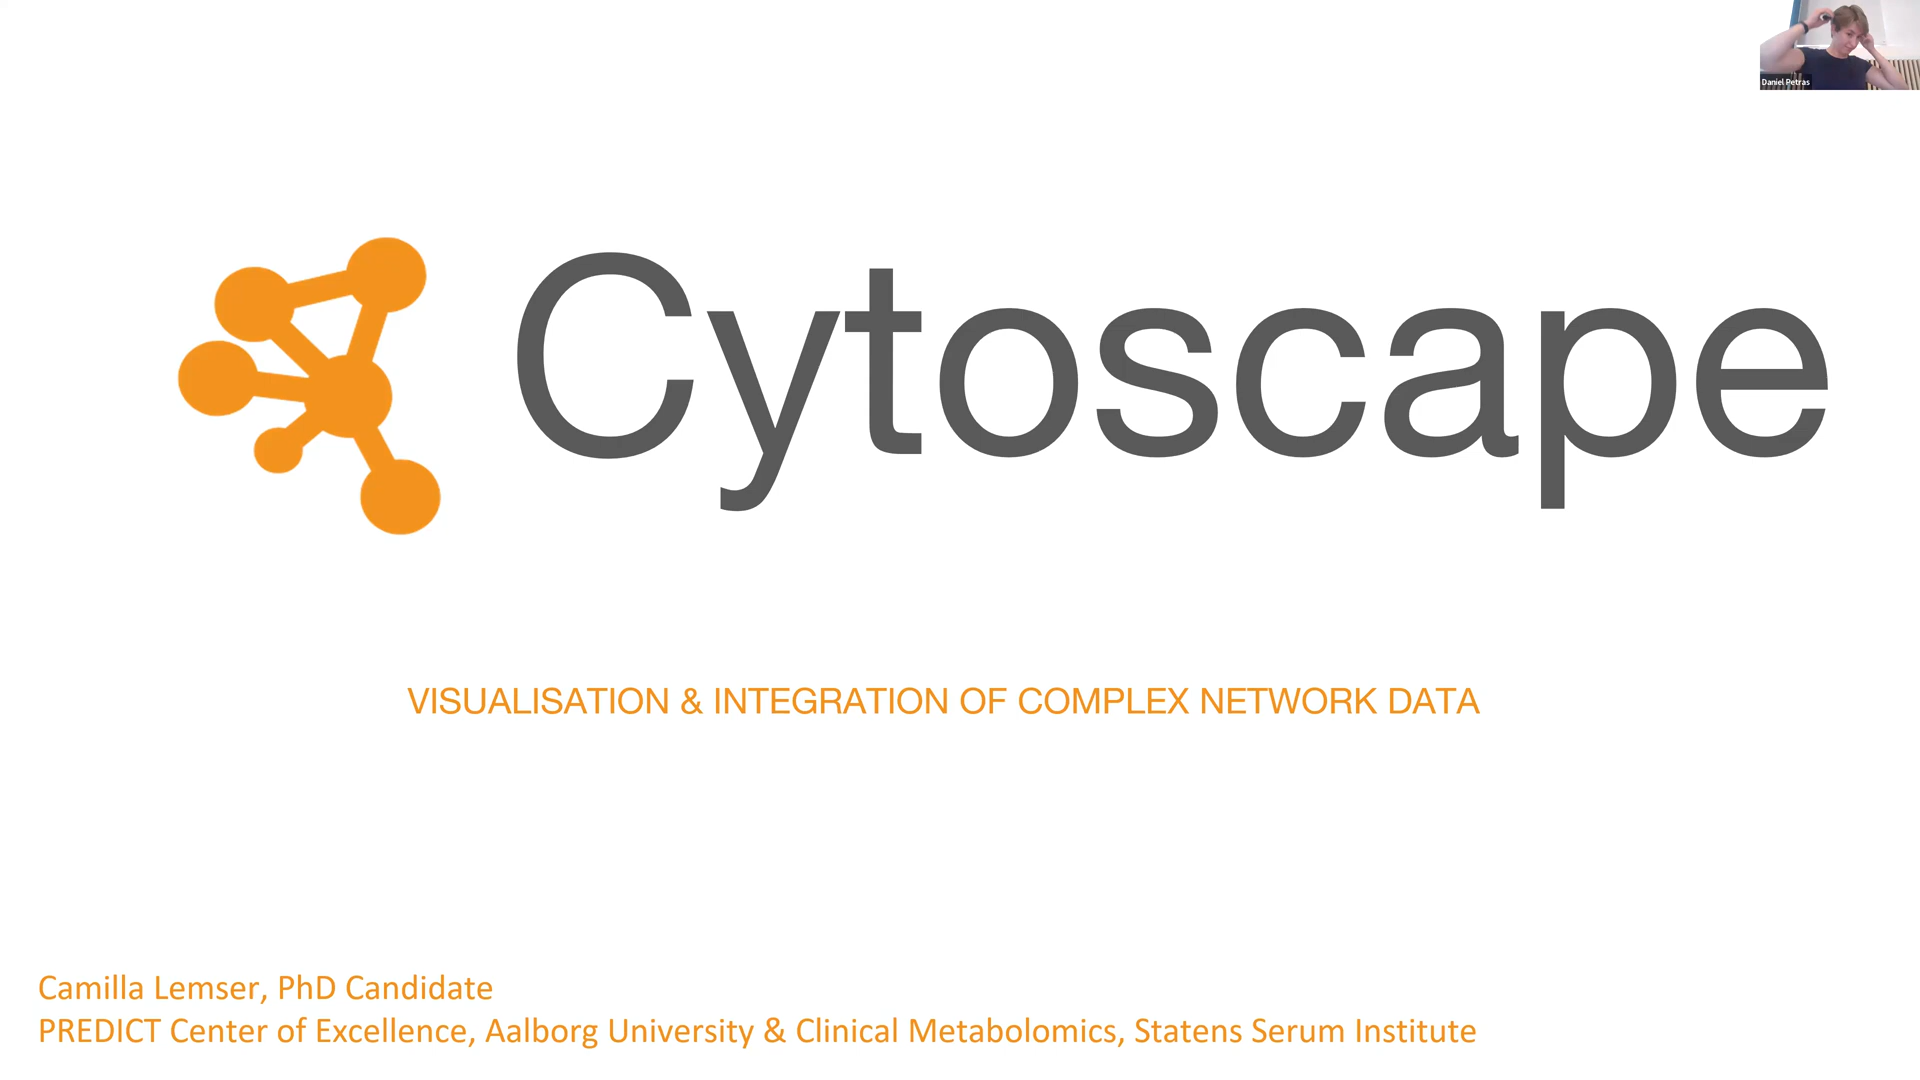 Daniel Petras
Cytoscape
VISUALISATION & INTEGRATION OF COMPLEX NETWORK DATA
Camilla Lemser, PhD Candidate
PREDICT Center of Excellence, Aalborg University & Clinical Metabolomics, Statens Serum Institute